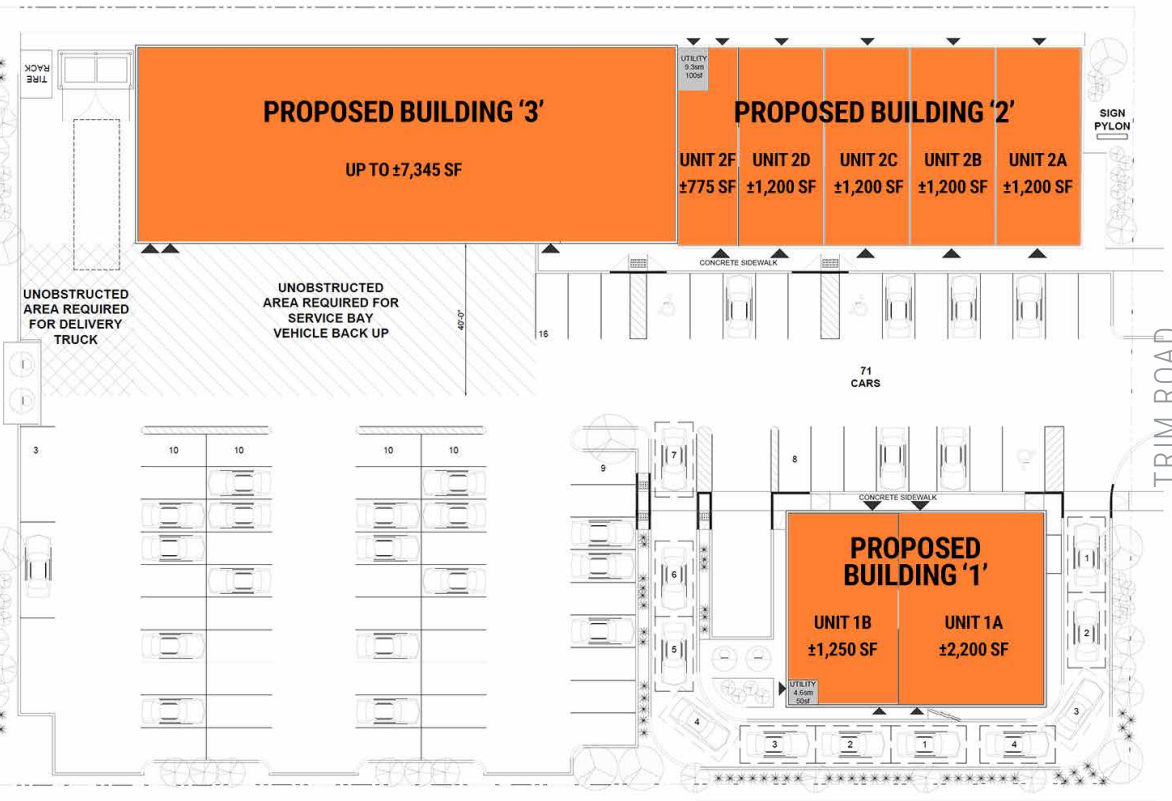 TIRE
RACK
PROPOSED BUILDING ‘3’
UP TO ±7,345 SF
UTILITY
9.3sm
100sf
PROPOSED BUILDING ‘2’
UNIT 2F
±775 SF
UNIT 2D
±1,200 SF
UNIT 2C
±1,200 SF
UNIT 2B
±1,200 SF
UNIT 2A
±1,200 SF
SIGN
PYLON
CONCRETE SIDEWALK
UNOBSTRUCTED
AREA REQUIRED
FOR DELIVERY
TRUCK
UNOBSTRUCTED
AREA REQUIRED FOR
SERVICE BAY
VEHICLE BACK UP
40'-0"
16
71
CARS
TRIM ROAD
3
10
10
10
10
9
7
8
CONCRETE SIDEWALK
6
5
4
3
2
1
4
3
2
1
PROPOSED
BUILDING ‘1’
UNIT 1B
±1,250 SF
UNIT 1A
±2,200 SF
UTILITY
4.6sm
50sf